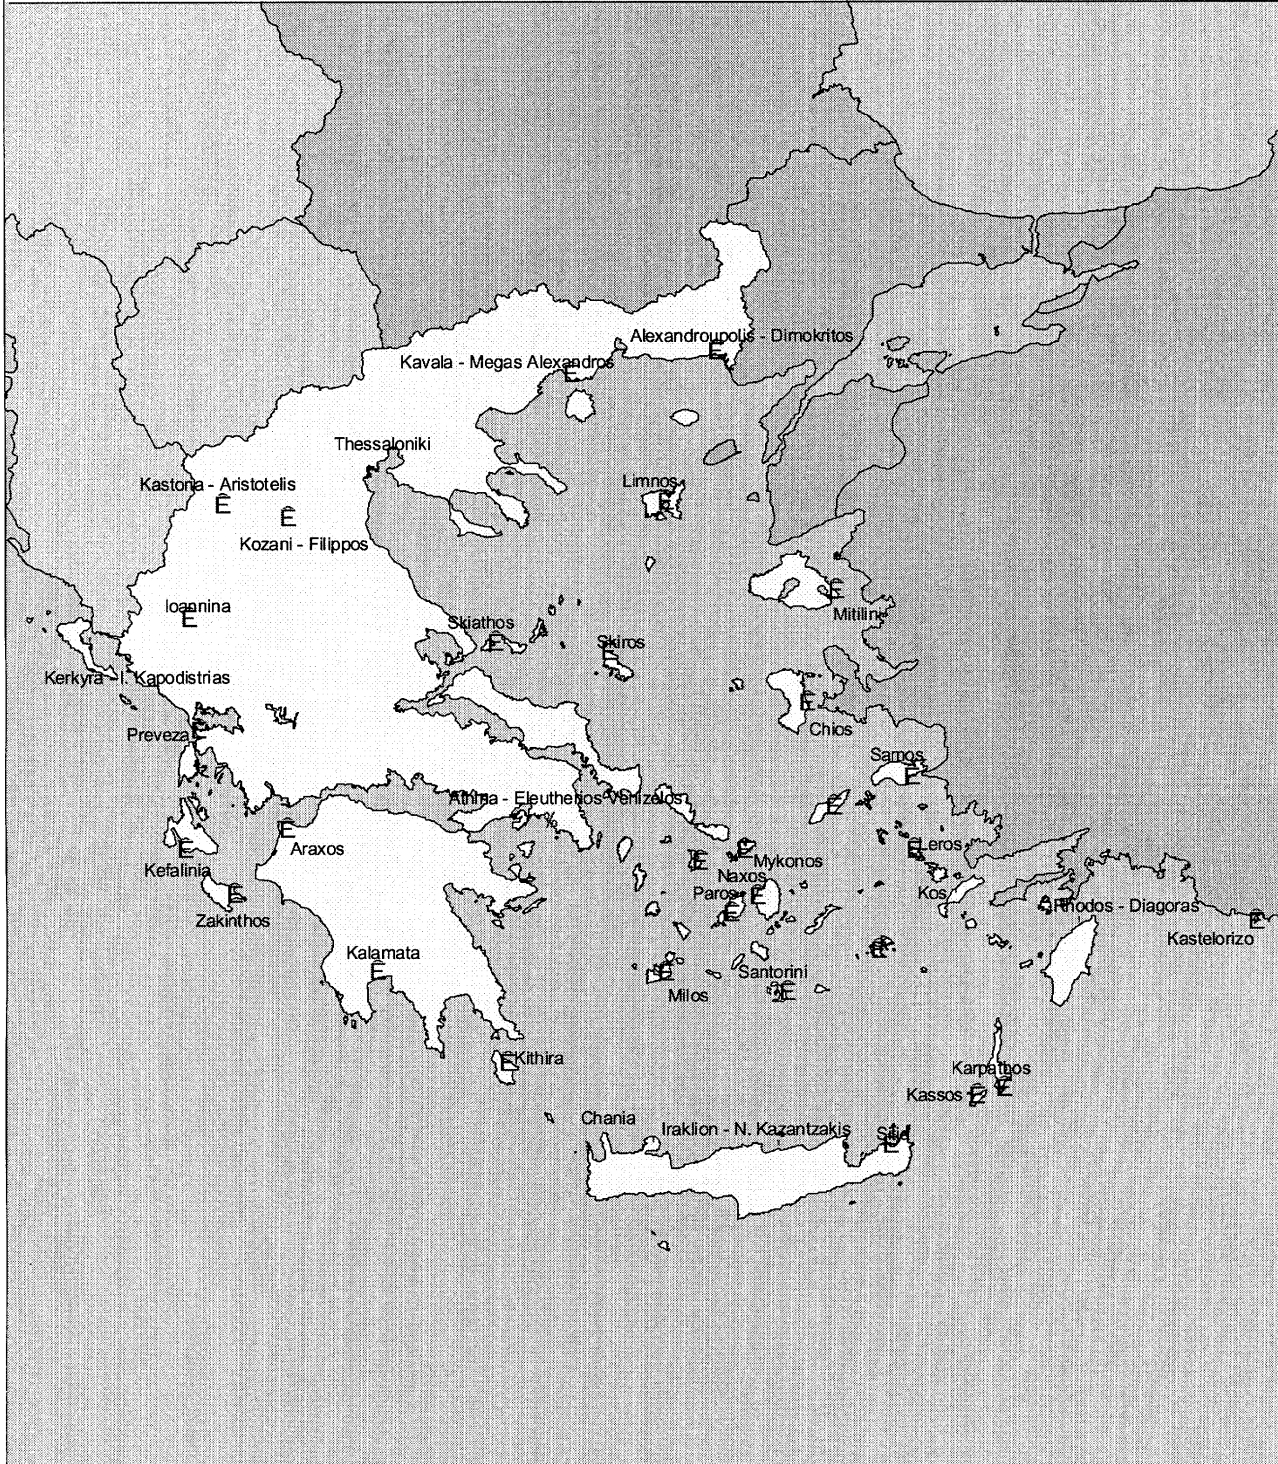 Alexandroupolis - Dimokritos
Kavala - Megas Alexandros
Thessaloniki
Kastoria - Aristotelis
Ê
Limnos
Ê
Ê
Kozani - Filippos
Ioannina
Ê
Mitilini
Skiathos
Ê
Skiros
Ê
Kerkyra - I. Kapodistrias
Chios
Preveza
Samos
Athina - Eleutherios Venizelos
Araxos
Leros
Mykonos
Kefalinia
Naxos
Paros
Kos
Rhodos - Diagoras
Zakinthos
Kastelorizo
Kalamata
Santorini
Milos
Kithira
Karpathos
Kassos
Chania
Iraklion - N. Kazantzakis
Sitia